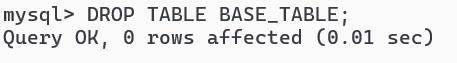 mysql> DROP TABLE BASE_TABLE;
Query OK, 0 rows affected (0.01 sec)